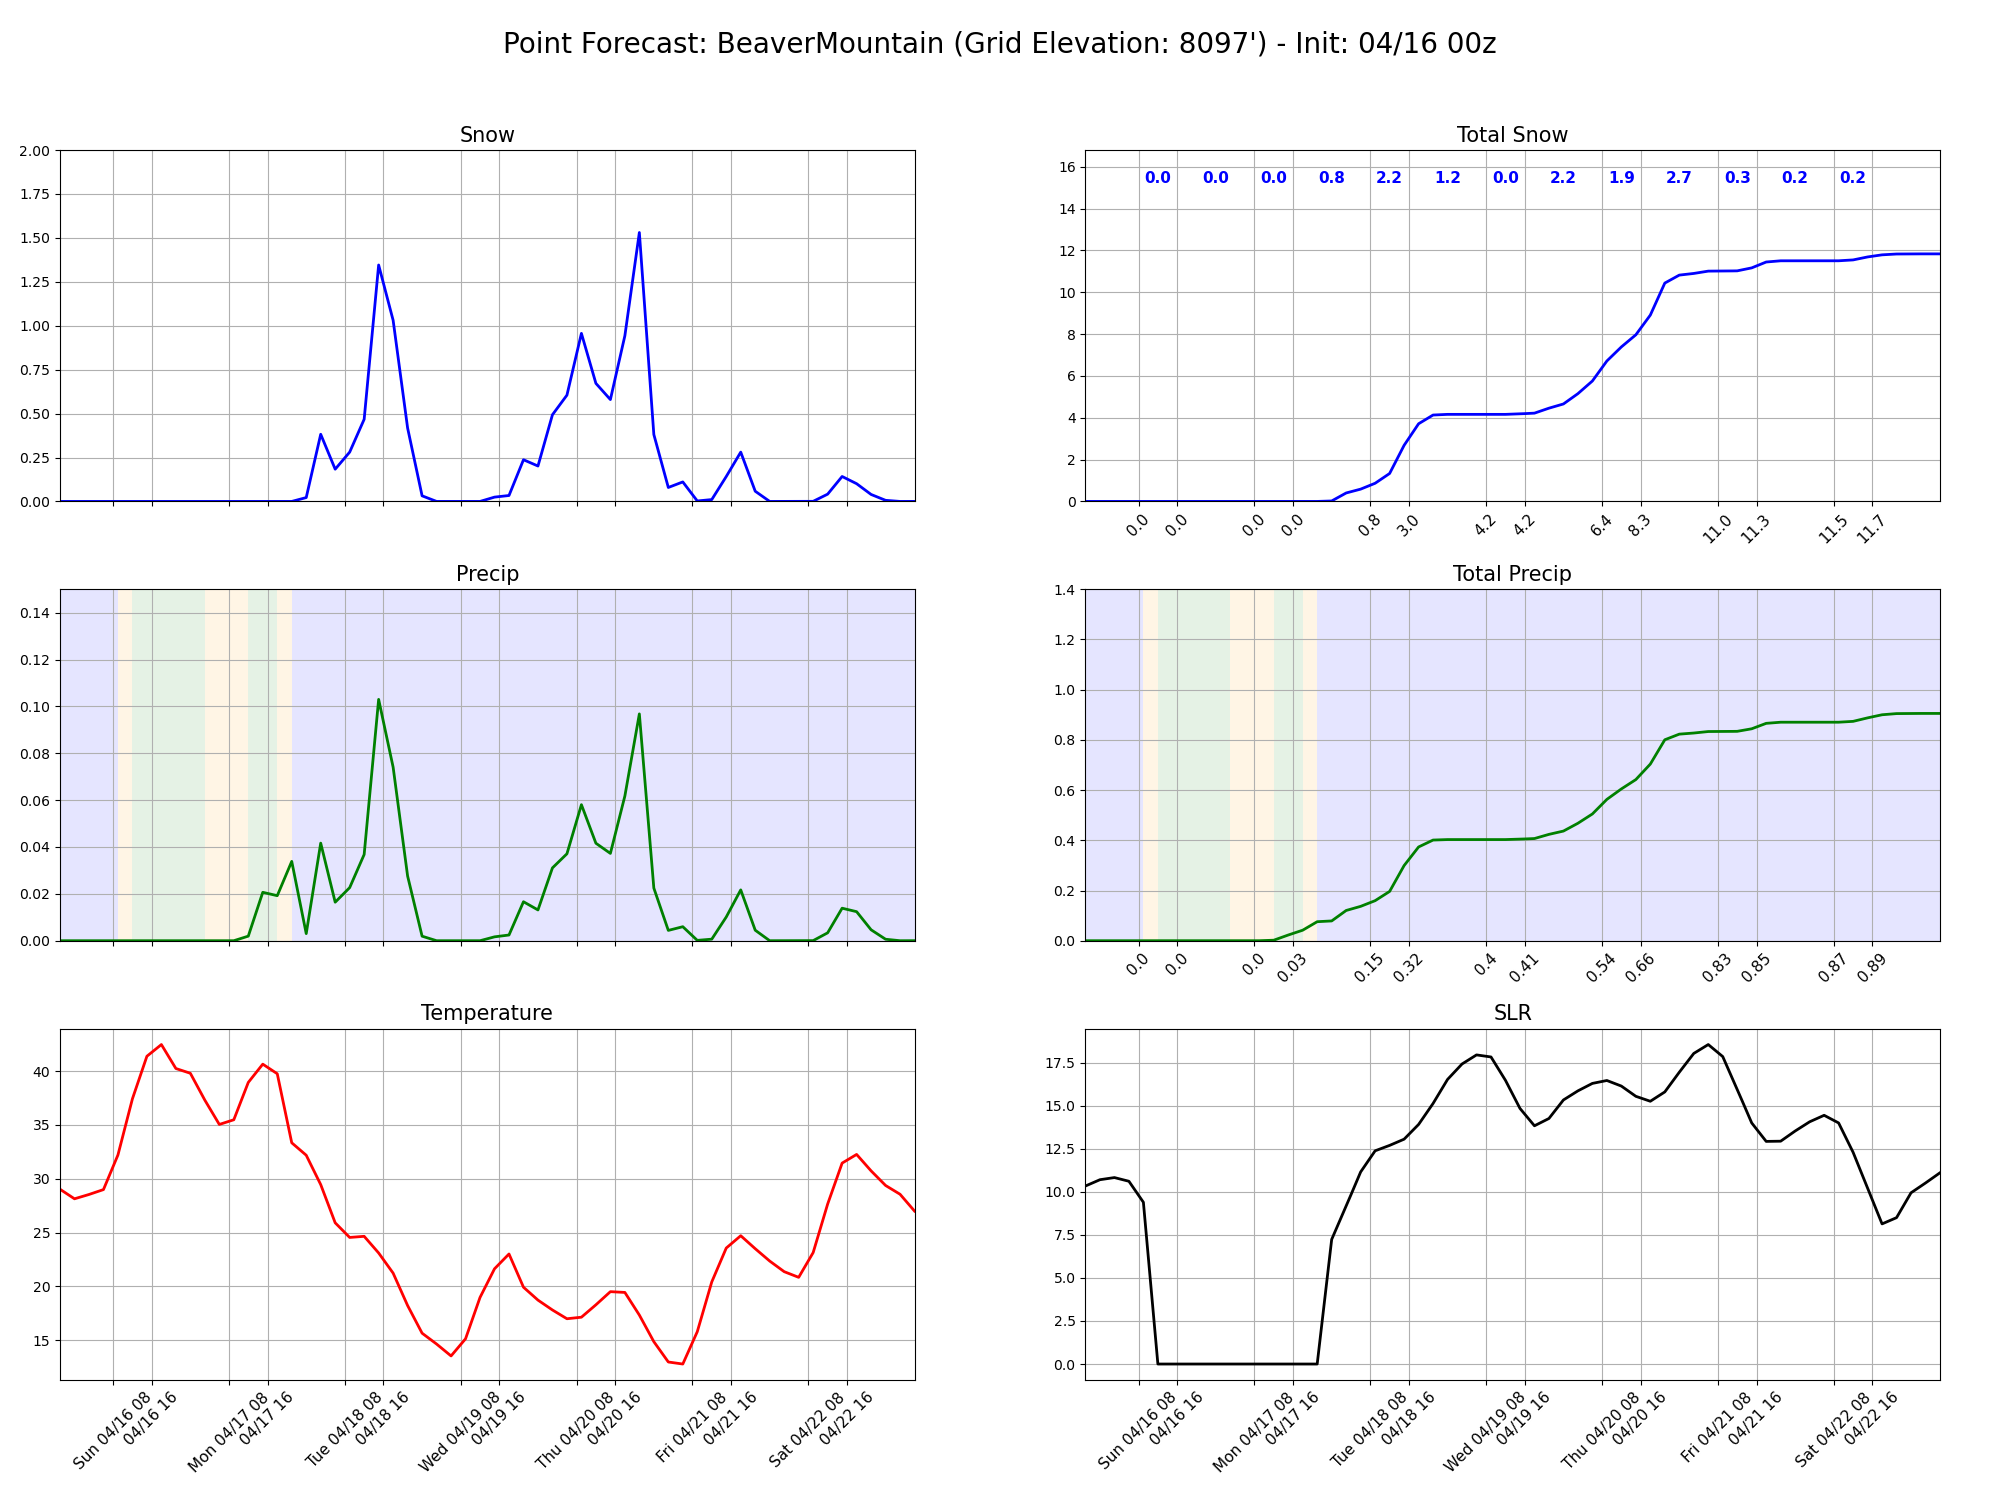 Point Forecast: BeaverMountain (Grid Elevation: 8097') - Init: 04/16 00z
Snow
2.00
1.75
1.50
1.25
1.00
0.75
0.50
0.25
0.00
Total Snow
16
14
12
10
8
6
4
2
0
0.0 0.0 0.0 0.8 2.2 1.2 0.0 2.2 1.9 2.7 0.3 0.2 0.2
0.0 0.0 0.0 0.0 0.8 3.0 4.2 4.2 6.4 8.3 11.0 11.3 11.5 11.7
Precip
0.14
0.12
0.10
0.08
0.06
0.04
0.02
0.00
Total Precip
1.4
1.2
1.0
0.8
0.6
0.4
0.2
0.0
0.0 0.0 0.0 0.03 0.15 0.32 0.4 0.41 0.54 0.66 0.83 0.85 0.87 0.89
Temperature
40
35
30
25
20
15
Sun 04/16 08
04/16 16
Mon 04/17 08
04/17 16
Tue 04/18 08
04/18 16
Wed 04/19 08
04/19 16
Thu 04/20 08
04/20 16
Fri 04/21 08
04/21 16
Sat 04/22 08
04/22 16
SLR
17.5
15.0
12.5
10.0
7.5
5.0
2.5
0.0
Sun 04/16 08
04/16 16
Mon 04/17 08
04/17 16
Tue 04/18 08
04/18 16
Wed 04/19 08
04/19 16
Thu 04/20 08
04/20 16
Fri 04/21 08
04/21 16
Sat 04/22 08
04/22 16